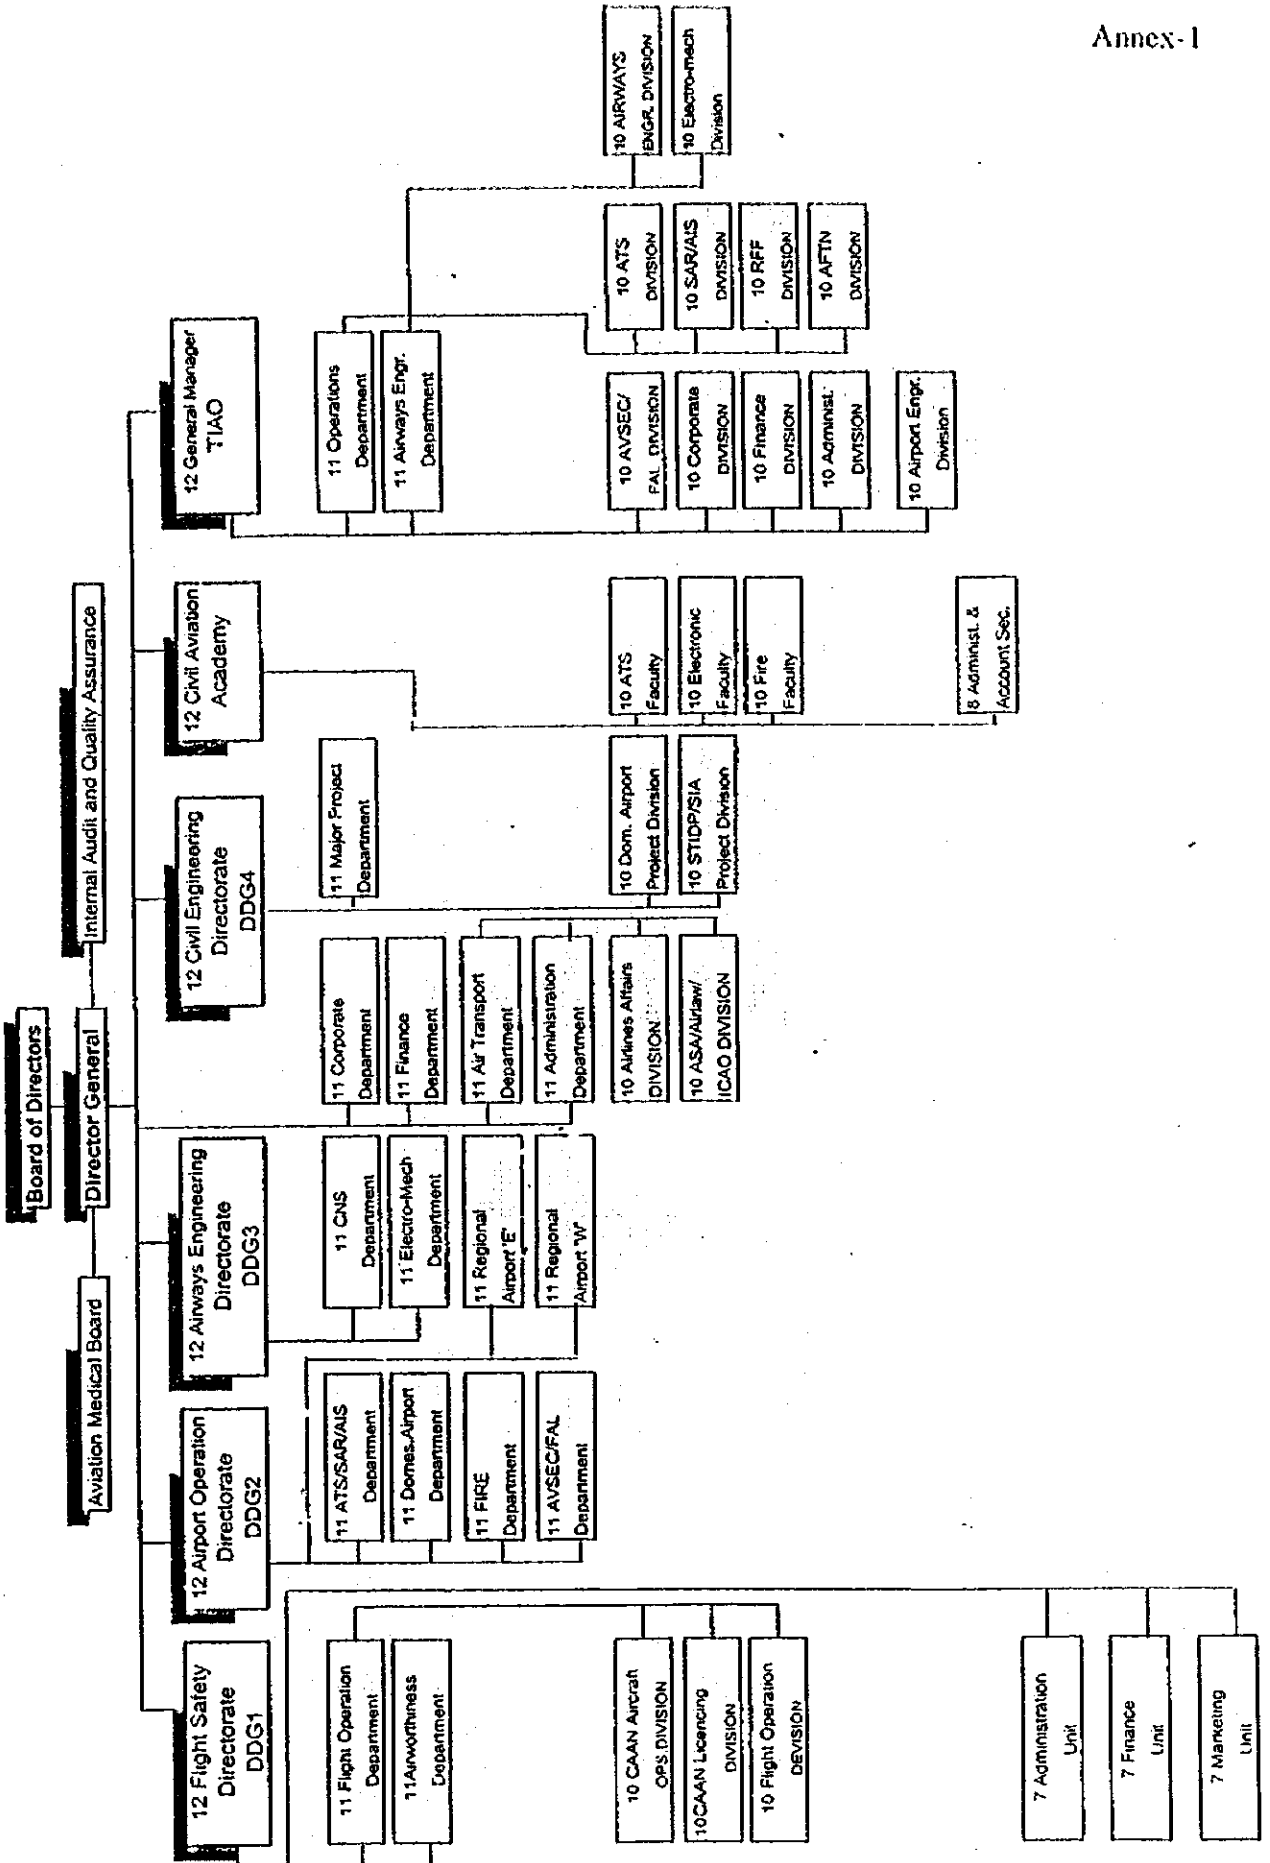 Annex-1
Board of Directors
Director General
Aviation Medical Board
Internal Audit and Quality Assurance
12 Flight Safety
Directorate
DDG1
12 Airport Operation
Directorate
DDG2
12 Airways Engineering
Directorate
DDG3
12 Civil Engineering
Directorate
DDG4
12 Civil Aviation
Academy
12 General Manager
TIAO
11 Flight Operation
Department
11Airworthiness
Department
10 CAAN Aircraft
OPS.DIVISION
10CAAN Licencing
DIVISION
10 Flight Operation
DEVISION
7 Administration
Unit
7 Finance
Unit
7 Marketing
Unit
11 ATS/SAR/AIS
Department
11 Domes.Airport
Department
11 FIRE
Department
11 AVSEC/FAL
Department
11 CNS
Department
11 Electro-Mech
Department
11 Regional
Airport 'E'
11 Regional
Airport 'W'
11 Corporate
Department
11 Finance
Department
11 Air Transport
Department
11 Administration
Department
10 Airlines Affairs
DIVISION
10 ASA/Airlaw/
ICAO DIVISION
11 Major Project
Department
10 Dom. Airport
Project Division
10 STIDP/SIA
Project Division
10 ATS
Faculty
10 Electronic
Faculty
10 Fire
Faculty
8 Administ. &
Account Sec.
11 Operations
Department
11 Airways Engr.
Department
10 AVSEC/
FAL DIVISION
10 Corporate
DIVISION
10 Finance
DIVISION
10 Administ.
DIVISION
10 Airport Engr.
Division
10 ATS
DIVISION
10 SAR/AIS
DIVISION
10 RFF
DIVISION
10 AFTN
DIVISION
10 AIRWAYS
ENGR. DIVISION
10 Electro-mech
Division